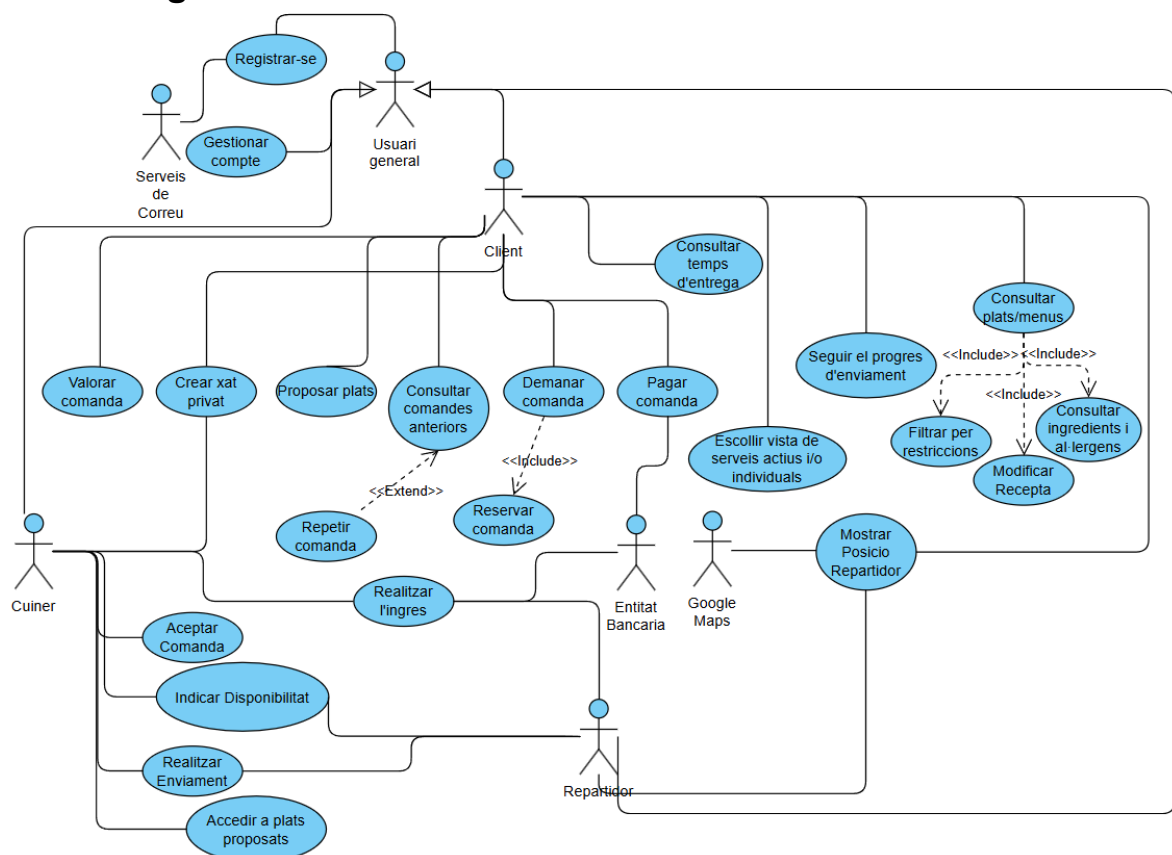 Registrar-se
Usuari
general
Gestionar
compte
Serveis
de
Correu
Client
Consultar
temps
d'entrega
Consultar
plats/menus
<<Include>>
<<Include>>
<<Include>>
Seguir el progres
d'enviament
Valorar
comanda
Crear xat
privat
Proposar plats
Consultar
comandes
anteriors
Demanar
comanda
Pagar
comanda
Escollir vista de
serveis actius i/o
individuals
Filtrar per
restriccions
Modificar
Recepta
Consultar
ingredients i
al·lergens
<<Extend>>
<<Include>>
Repetir
comanda
Reservar
comanda
Mostrar
Posicio
Repartidor
Cuiner
Realitzar
l'ingres
Entitat
Bancaria
Google
Maps
Aceptar
Comanda
Indicar Disponibilitat
Realitzar
Enviament
Repartidor
Accedir a plats
proposats